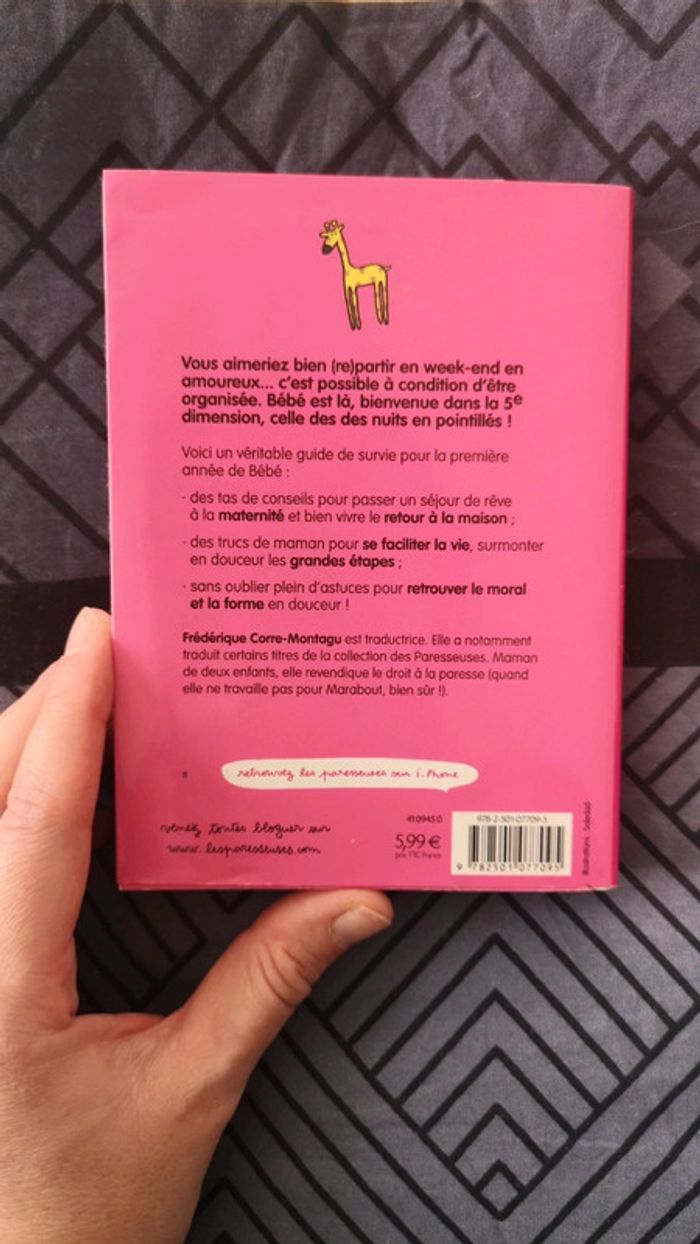 Vous aimeriez bien (re)partir en week-end en
amoureux... c'est possible à condition d'être
organisée. Bébé est là, bienvenue dans la 5e
dimension, celle des des nuits en pointillés !
Voici un véritable guide de survie pour la première
année de Bébé :
· des tas de conseils pour passer un séjour de rêve
à la maternité et bien vivre le retour à la maison ;
· des trucs de maman pour se faciliter la vie, surmonter
en douceur les grandes étapes ;
· sans oublier plein d'astuces pour retrouver le moral
et la forme en douceur !
Frédérique Corre-Montagu est traductrice. Elle a notamment
traduit certains titres de la collection des Paresseuses. Maman
de deux enfants, elle revendique le droit à la paresse (quand
elle ne travaille pas pour Marabout, bien sûr !).
retrouvez les paresseuses sur i.Phone
venez toutes bloguer sur
www.lesparesseuses.com
41 0945 0
5,99 €
prix TTC France
978-2-501-07709-5
9 782501 077095
Illustrations : Soledad